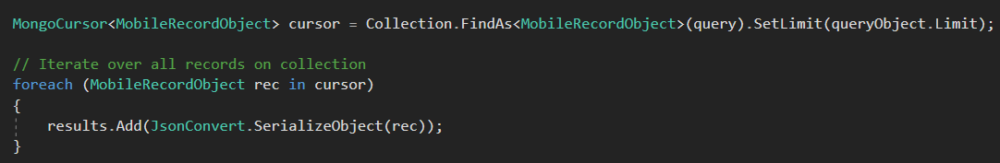 MongoCursor<MobileRecordObject> cursor = Collection.FindAs<MobileRecordObject>(query).SetLimit(queryObject.Limit);
// Iterate over all records on collection
foreach (MobileRecordObject rec in cursor)
{
    results.Add(JsonConvert.SerializeObject(rec));
}